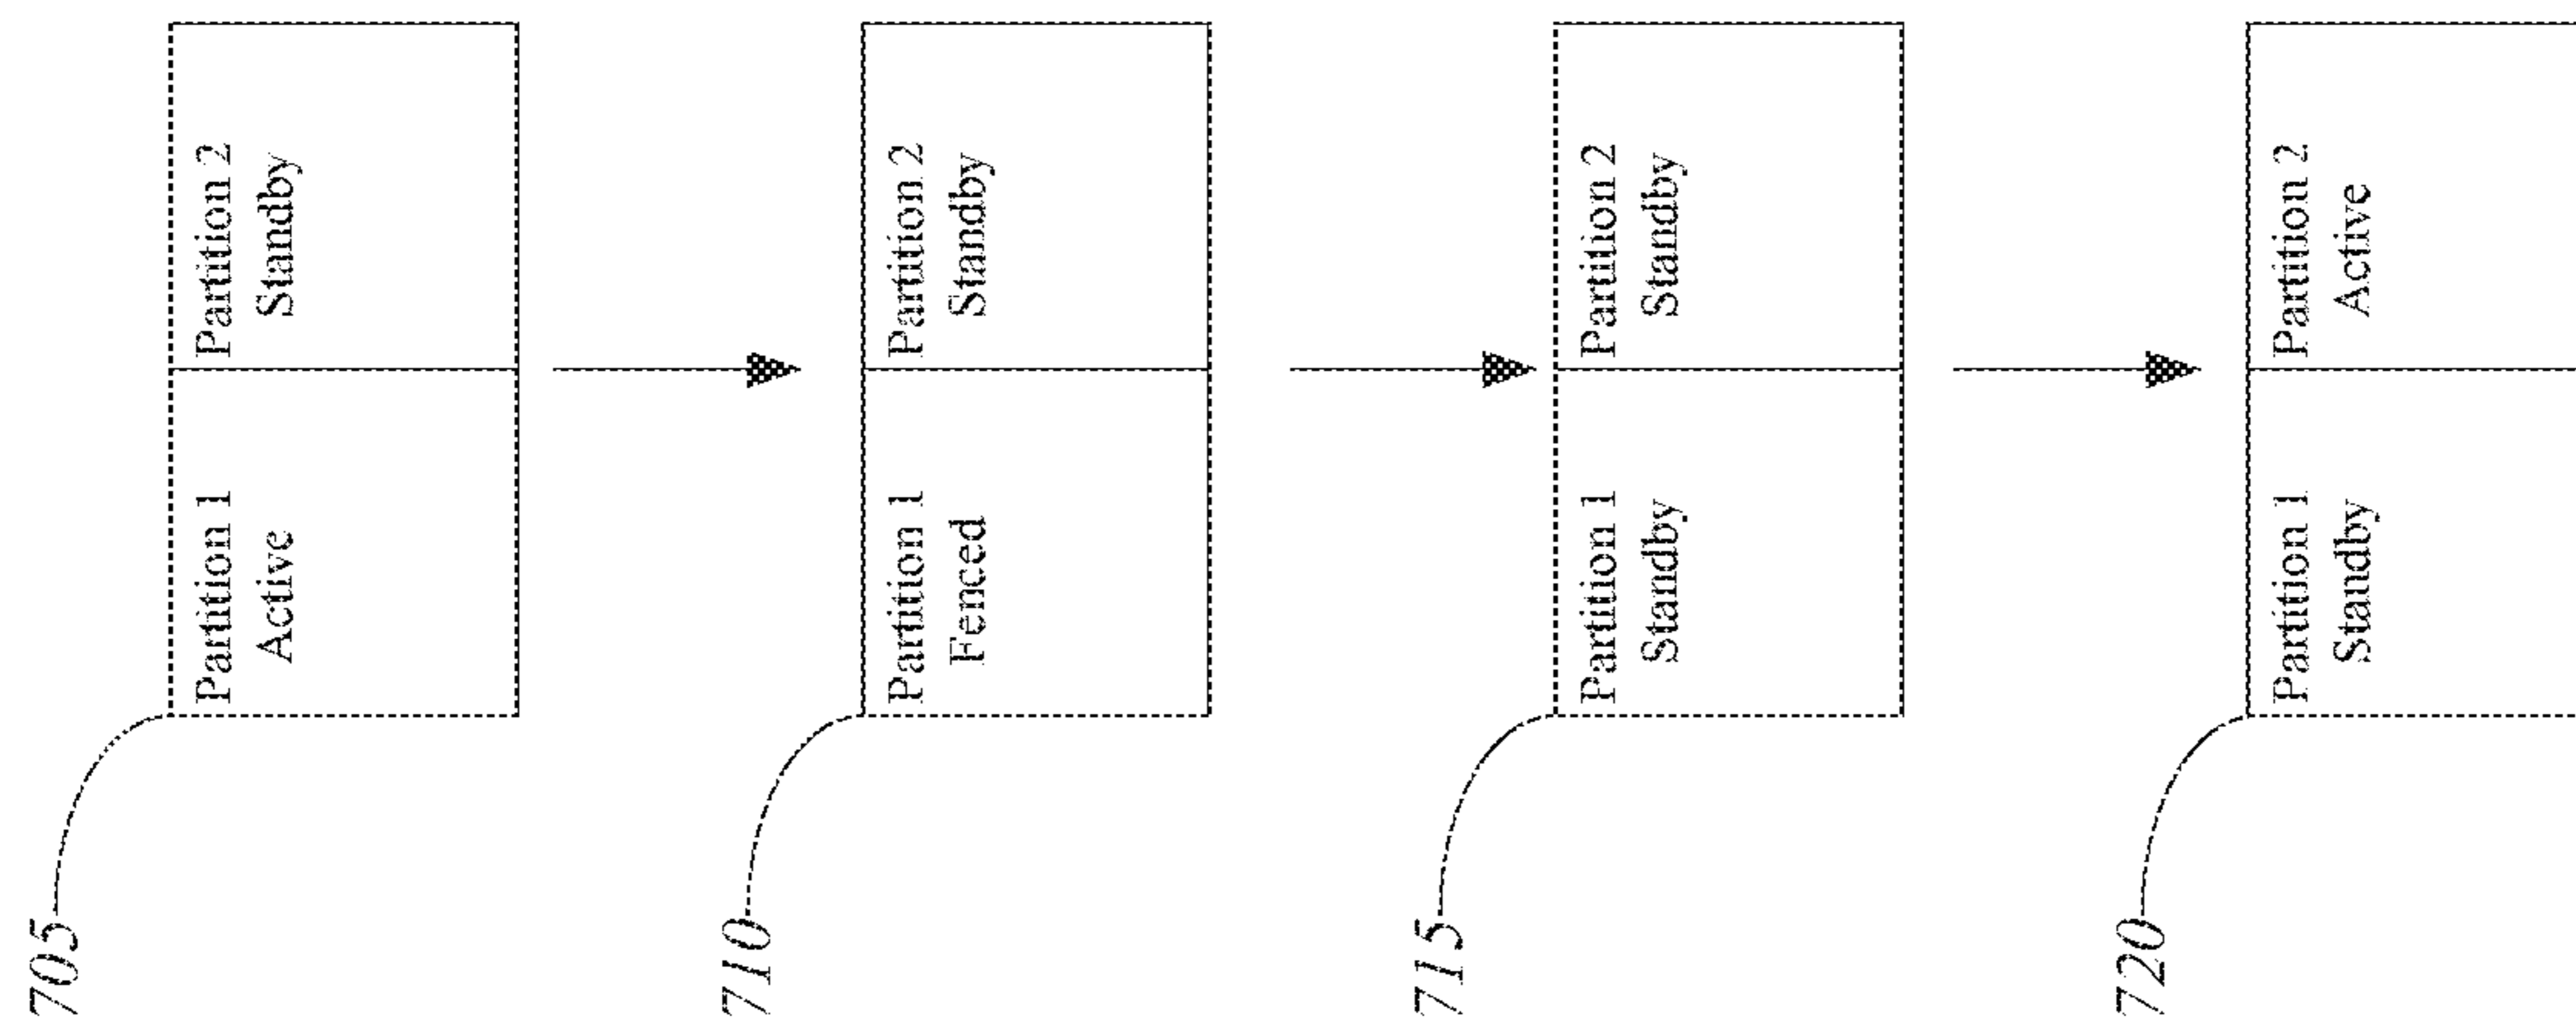 705
Partition 1
Active
Partition 2
Standby
710
Partition 1
Fenced
Partition 2
Standby
715
Partition 1
Standby
Partition 2
Standby
720
Partition 1
Standby
Partition 2
Active